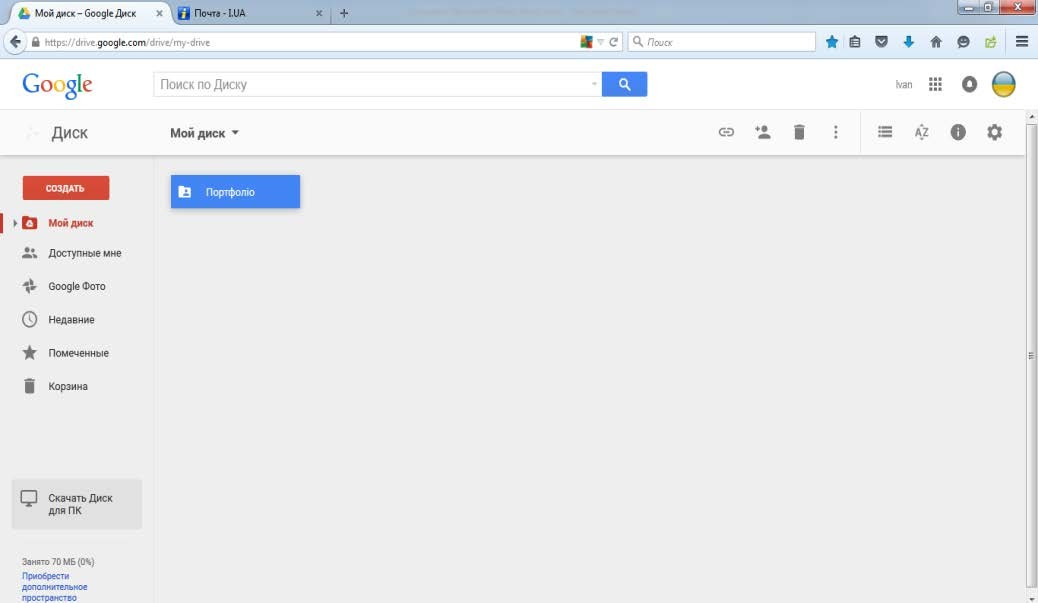 Мой диск – Google Диск
Почта - I.UA
https://drive.google.com/drive/my-drive
Поиск
Google
Поиск по Диску
Ivan
Диск
Мой диск
AZ
СОЗДАТЬ
Портфоліо
Мой диск
Доступные мне
Google Фото
Недавние
Помеченные
Корзина
Скачать Диск
для ПК
Занято 70 МБ (0%)
Приобрести
дополнительное
пространство